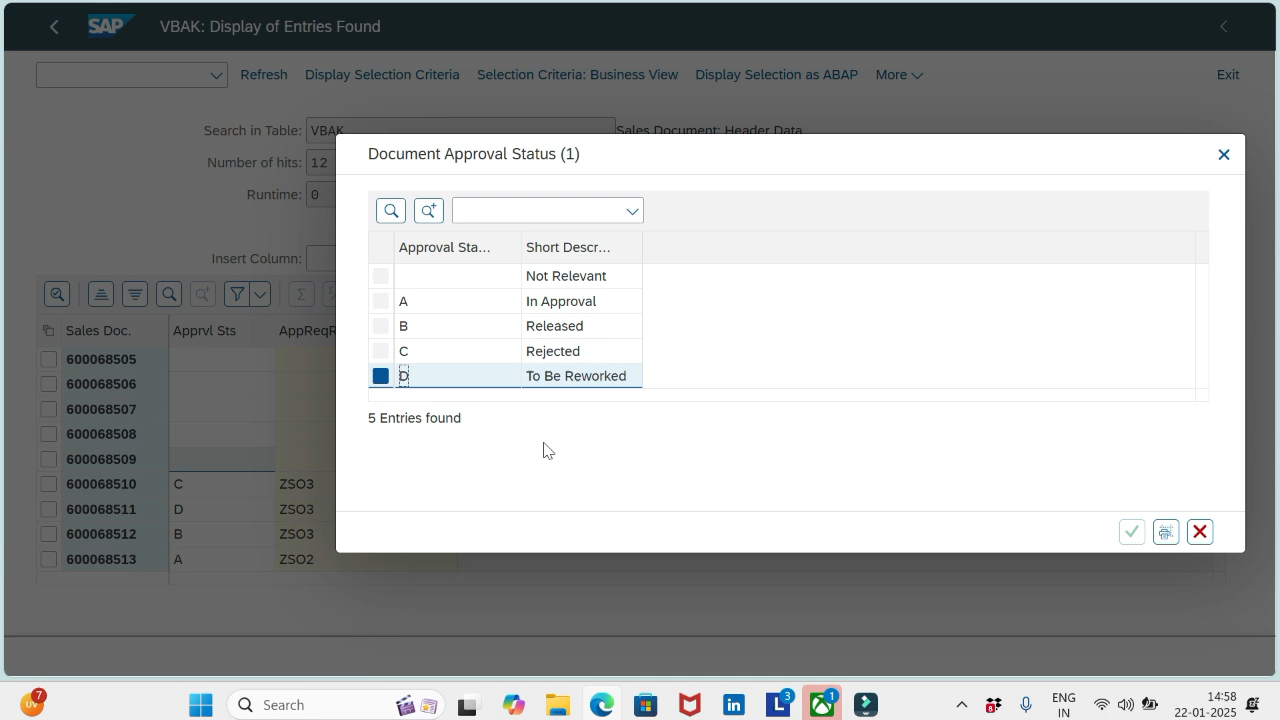 SAP VBAK: Display of Entries Found
Refresh Display Selection Criteria Selection Criteria: Business View Display Selection as ABAP More Exit
Search in Table: VBAK Sales Document: Header Data
Number of hits: 12
Runtime: 0
Insert Column:
Sales Doc. Apprvl Sts AppReqR
600068505
600068506
600068507
600068508
600068509
600068510 C ZSO3
600068511 D ZSO3
600068512 B ZSO3
600068513 A ZSO2
Document Approval Status (1)
Approval Sta... Short Descr...
Not Relevant
A In Approval
B Released
C Rejected
D To Be Reworked
5 Entries found
7
UV
Search
3
1
8
ENG
IN
14:58
22-01-2025